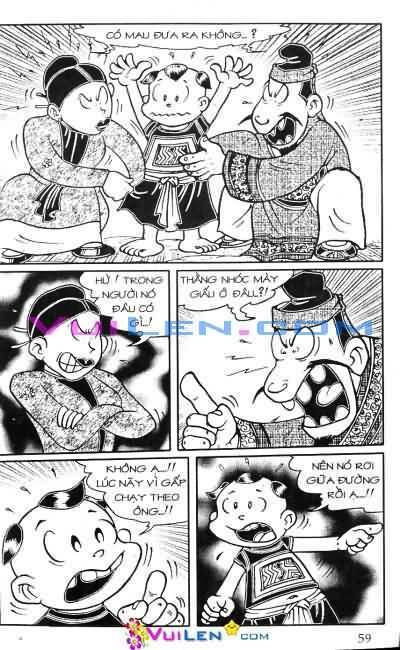 CÓ MAU ĐƯA RA KHÔNG...?
HỪ! TRONG
NGƯỜI NÓ
ĐÂU CÓ
GÌ...!
THẰNG NHÓC MÀY
GIẤU Ở ĐÂU..?!
VuiLen.com
KHÔNG Ạ...!!
LÚC NÃY VÌ GẤP
CHẠY THEO
ÔNG...!!
NÊN NÓ RƠI
GIỮA ĐƯỜNG
RỒI Ạ...!!
59
VuiLen.com